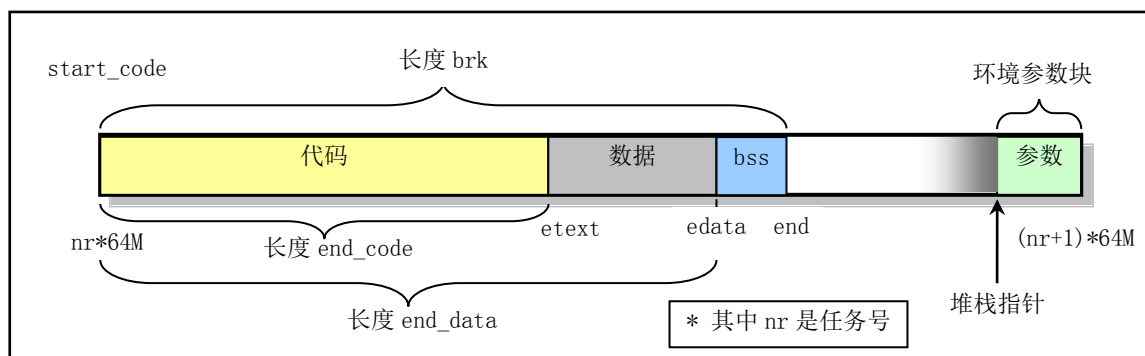 长度 brk
start_code
环境参数块
代码
数据
bss
参数
etext
edata
end
nr*64M
长度 end_code
(nr+1)*64M
长度 end_data
堆栈指针
* 其中 nr 是任务号